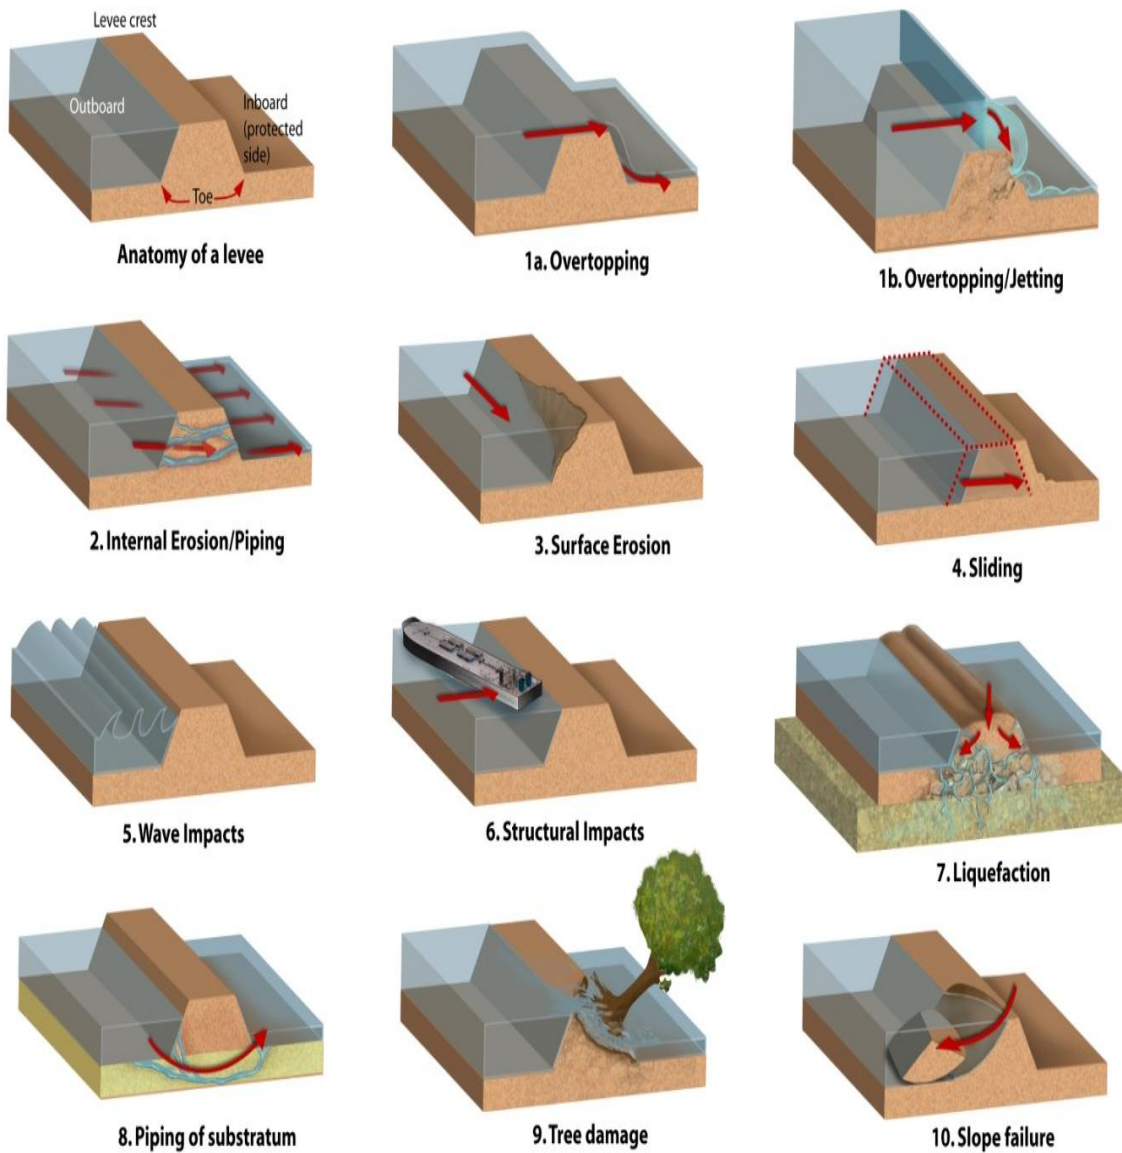 Levee crest
Outboard
Inboard
(protected
side)
Toe
Anatomy of a levee
1a. Overtopping
1b. Overtopping/Jetting
2. Internal Erosion/Piping
3. Surface Erosion
4. Sliding
5. Wave Impacts
6. Structural Impacts
7. Liquefaction
8. Piping of substratum
9. Tree damage
10. Slope failure